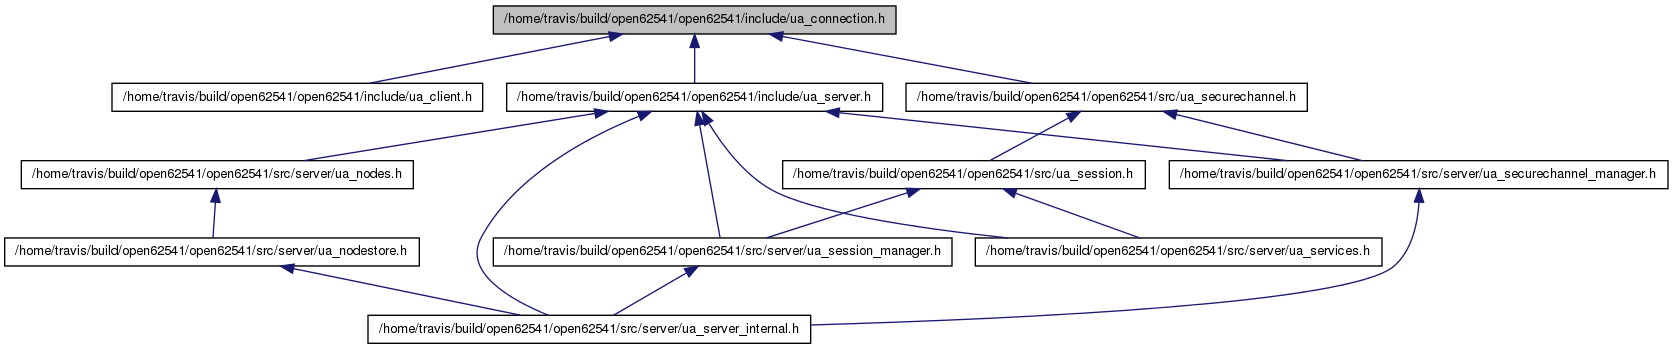 /home/travis/build/open62541/open62541/include/ua_connection.h
/home/travis/build/open62541/open62541/include/ua_client.h
/home/travis/build/open62541/open62541/include/ua_server.h
/home/travis/build/open62541/open62541/src/ua_securechannel.h
/home/travis/build/open62541/open62541/src/server/ua_nodes.h
/home/travis/build/open62541/open62541/src/ua_session.h
/home/travis/build/open62541/open62541/src/server/ua_securechannel_manager.h
/home/travis/build/open62541/open62541/src/server/ua_nodestore.h
/home/travis/build/open62541/open62541/src/server/ua_session_manager.h
/home/travis/build/open62541/open62541/src/server/ua_services.h
/home/travis/build/open62541/open62541/src/server/ua_server_internal.h